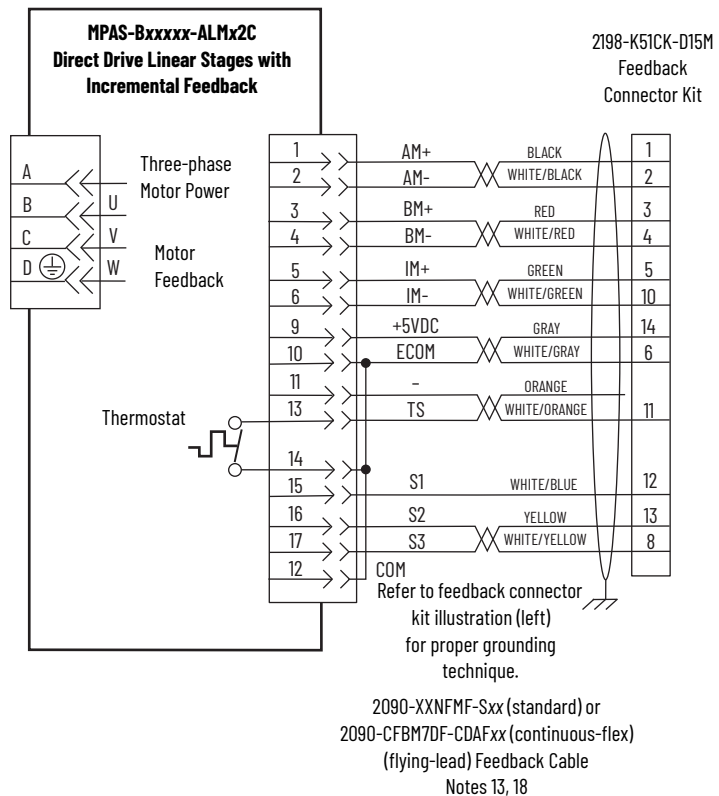 MPAS-Bxxxxx-ALMx2C
Direct Drive Linear Stages with
Incremental Feedback
2198-K51CK-D15M
Feedback
Connector Kit
A
B
C
D
U
V
W
Three-phase
Motor Power
Motor
Feedback
Thermostat
1 AM+ BLACK 1
2 AM- WHITE/BLACK 2
3 BM+ RED 3
4 BM- WHITE/RED 4
5 IM+ GREEN 5
6 IM- WHITE/GREEN 10
9 +5VDC GRAY 14
10 ECOM WHITE/GRAY 6
11 – ORANGE
13 TS WHITE/ORANGE 11
14
15 S1 WHITE/BLUE 12
16 S2 YELLOW 13
17 S3 WHITE/YELLOW 8
12 COM
Refer to feedback connector
kit illustration (left)
for proper grounding
technique.
2090-XXNFMF-Sxx (standard) or
2090-CFBM7DF-CDAFxx (continuous-flex)
(flying-lead) Feedback Cable
Notes 13, 18